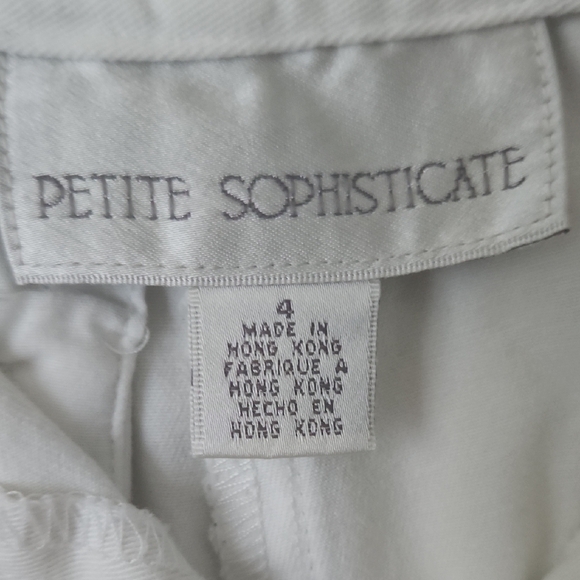 PETITE SOPHISTICATE
4
MADE IN
HONG KONG
FABRIQUE A
HONG KONG
HECHO EN
HONG KONG